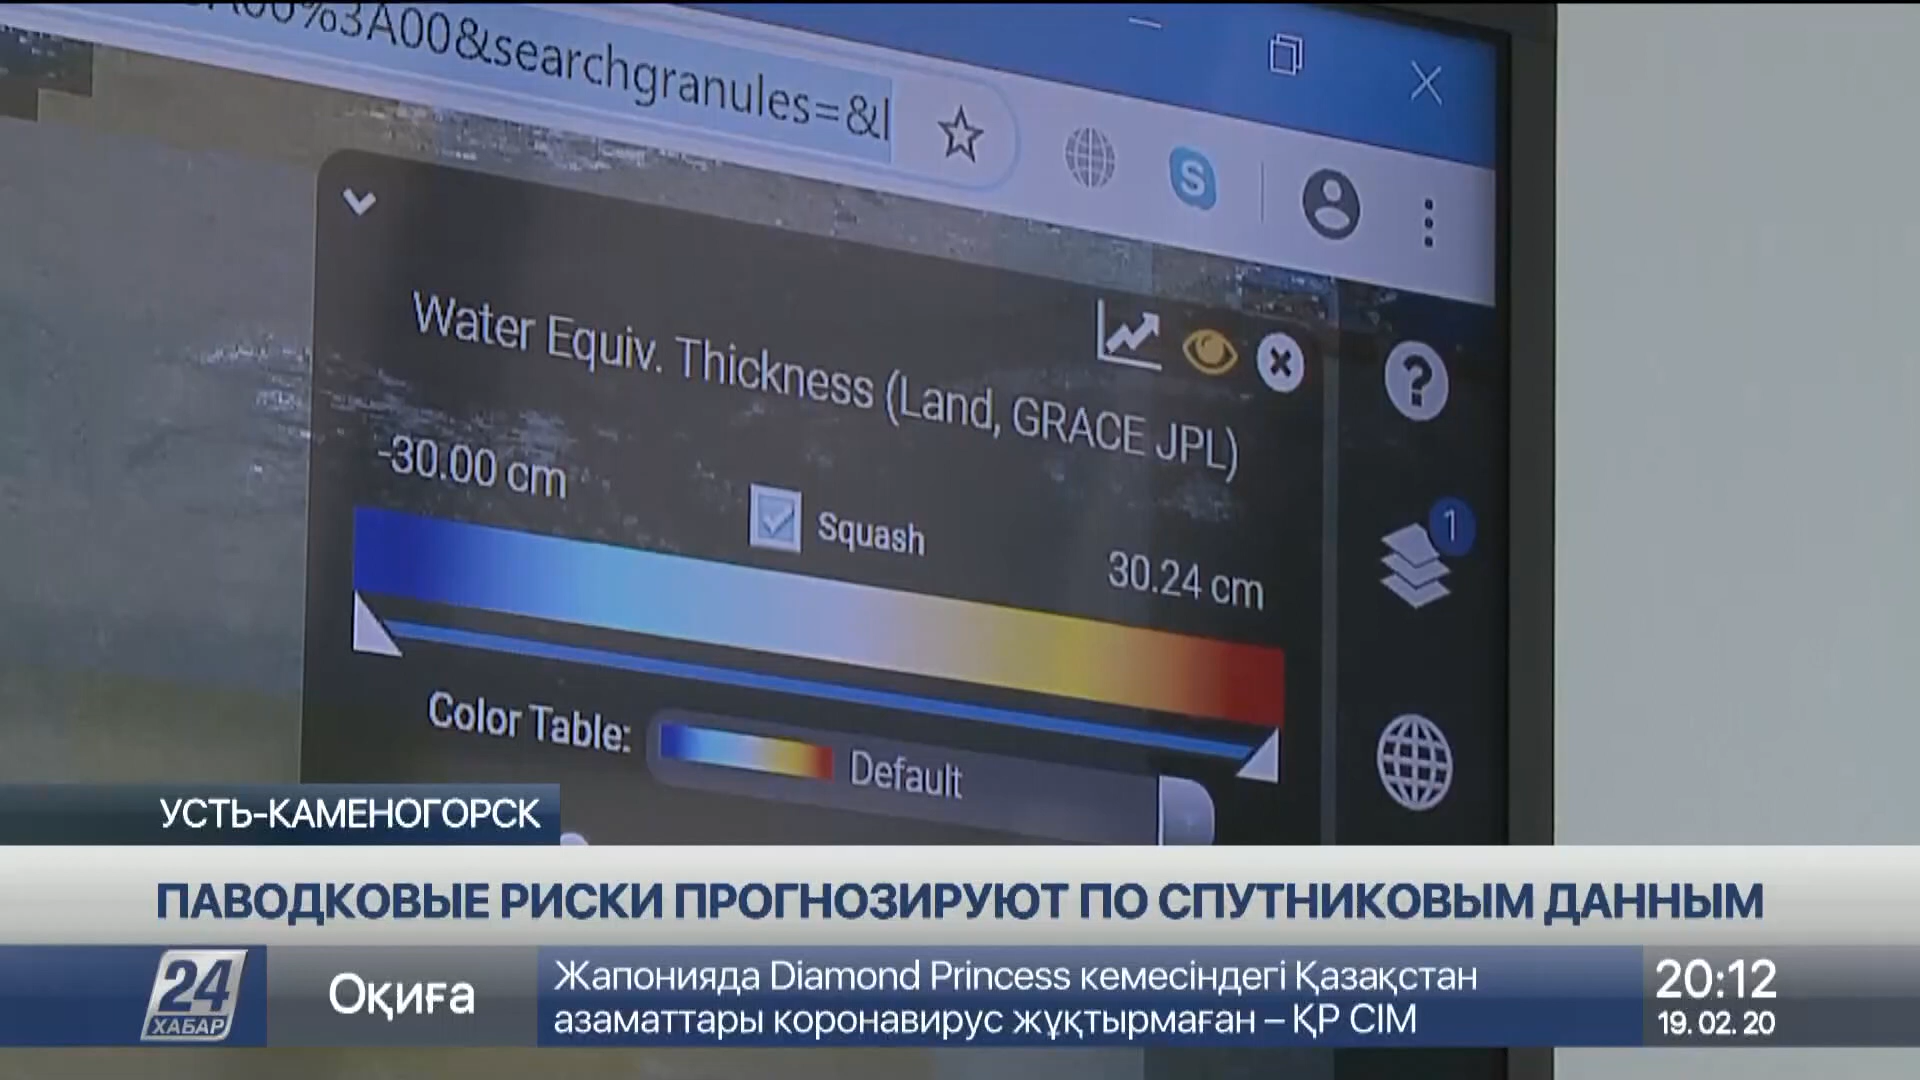 %3A00&searchgranules=&l
Water Equiv. Thickness (Land, GRACE JPL)
-30.00 cm
Squash
30.24 cm
1
Color Table:
Default
УСТЬ-КАМЕНОГОРСК
ПАВОДКОВЫЕ РИСКИ ПРОГНОЗИРУЮТ ПО СПУТНИКОВЫМ ДАННЫМ
24
ХАБАР
Оқиға
Жапонияда Diamond Princess кемесіндегі Қазақстан
азаматтары коронавирус жұқтырмаған – ҚР СІМ
20:12
19. 02. 20